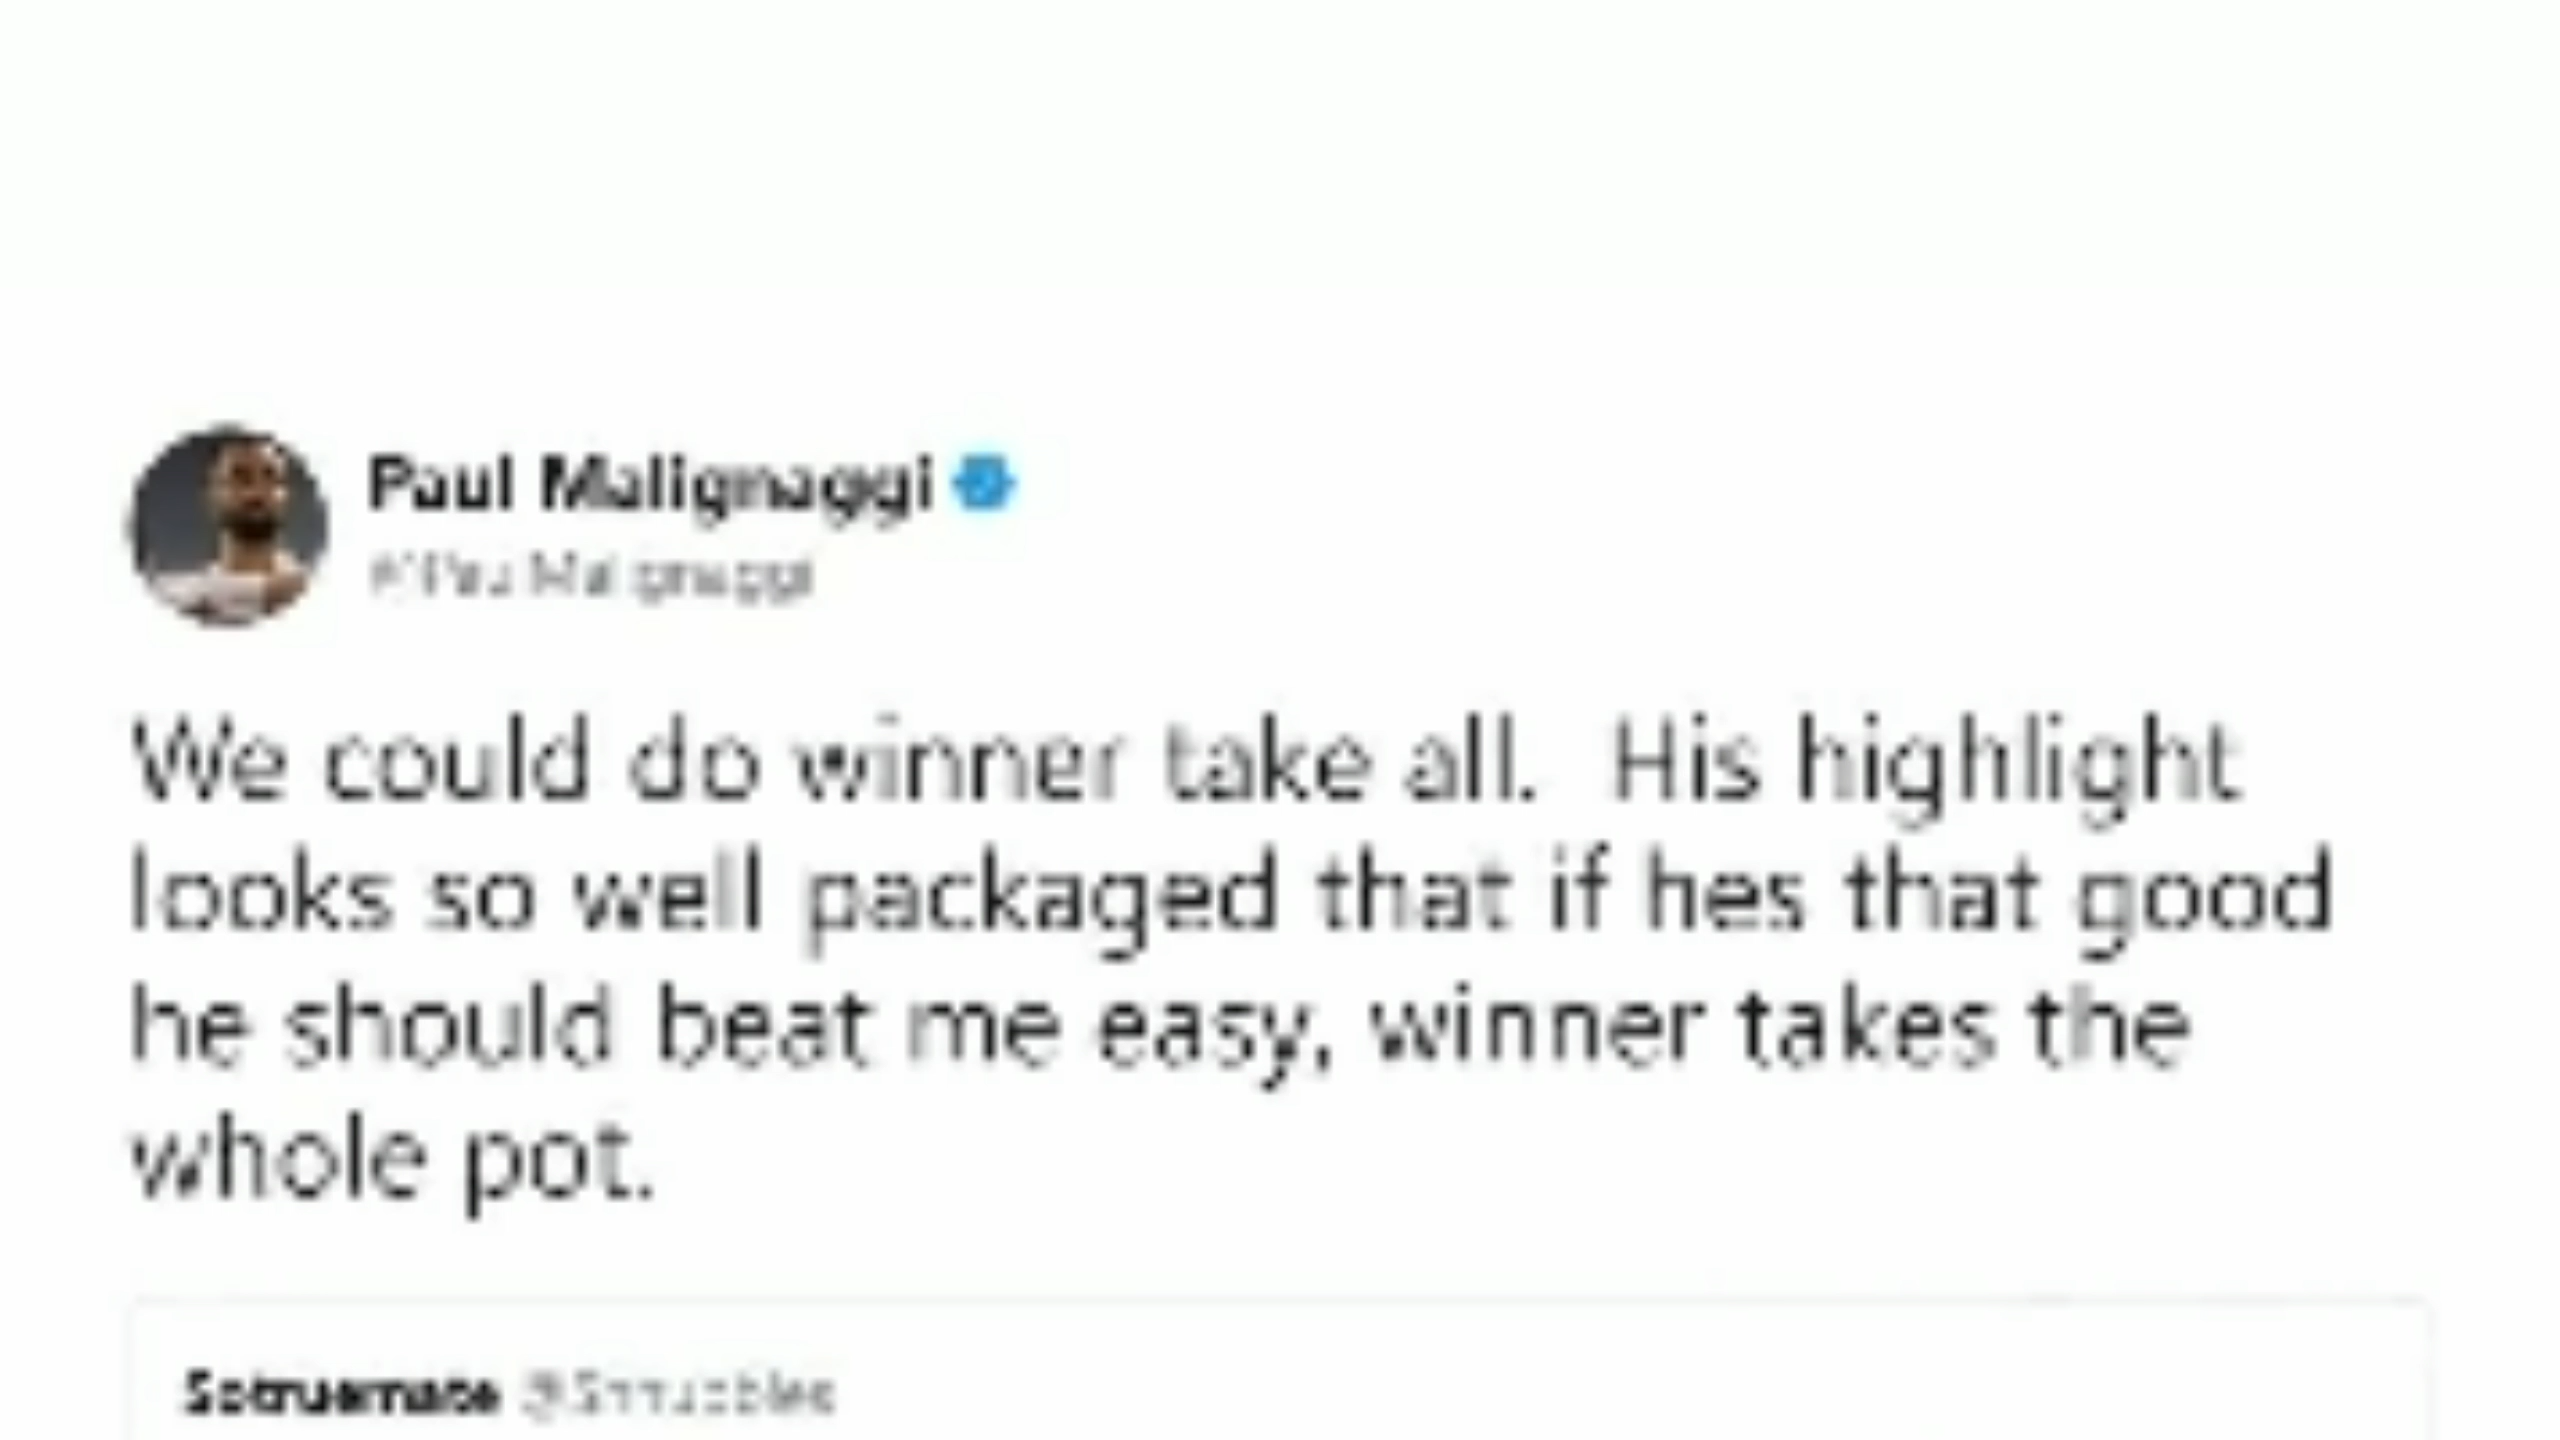 Paul Malignaggi
We could do winner take all. His highlight
looks so well packaged that if hes that good
he should beat me easy, winner takes the
whole pot.
Sotruemate